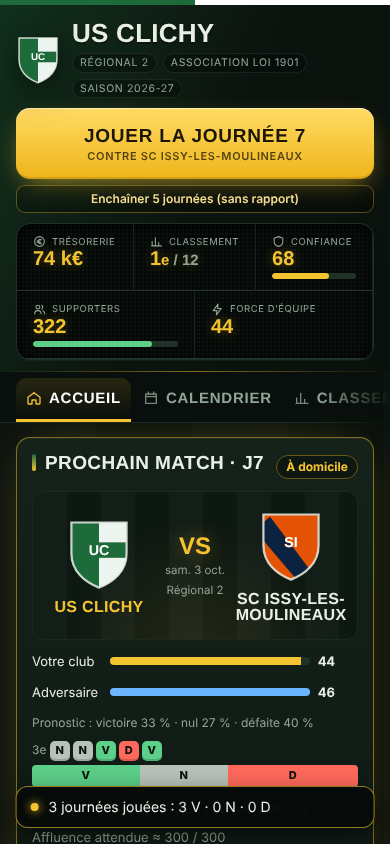 UC
US CLICHY
RÉGIONAL 2
ASSOCIATION LOI 1901
SAISON 2026-27
JOUER LA JOURNÉE 7
CONTRE SC ISSY-LES-MOULINEAUX
Enchaîner 5 journées (sans rapport)
TRÉSORERIE
74 k€
CLASSEMENT
1e / 12
CONFIANCE
68
SUPPORTERS
322
FORCE D'ÉQUIPE
44
ACCUEIL
CALENDRIER
CLASSE
PROCHAIN MATCH · J7
À domicile
UC
US CLICHY
VS
sam. 3 oct.
Régional 2
SI
SC ISSY-LES-
MOULINEAUX
Votre club 44
Adversaire 46
Pronostic : victoire 33 % · nul 27 % · défaite 40 %
3e N N V D V
V N D
3 journées jouées : 3 V · 0 N · 0 D
Affluence attendue ≈ 300 / 300